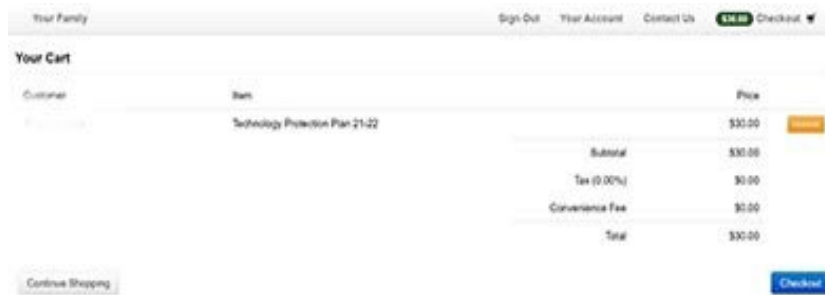 Your Family Sign Out Your Account Contact Us $30.00 Checkout
Your Cart
Customer Item Price
Technology Protection Plan 21-22 $30.00
Subtotal $30.00
Tax (0.00%) $0.00
Convenience Fee $0.00
Total $30.00
Continue Shopping Checkout